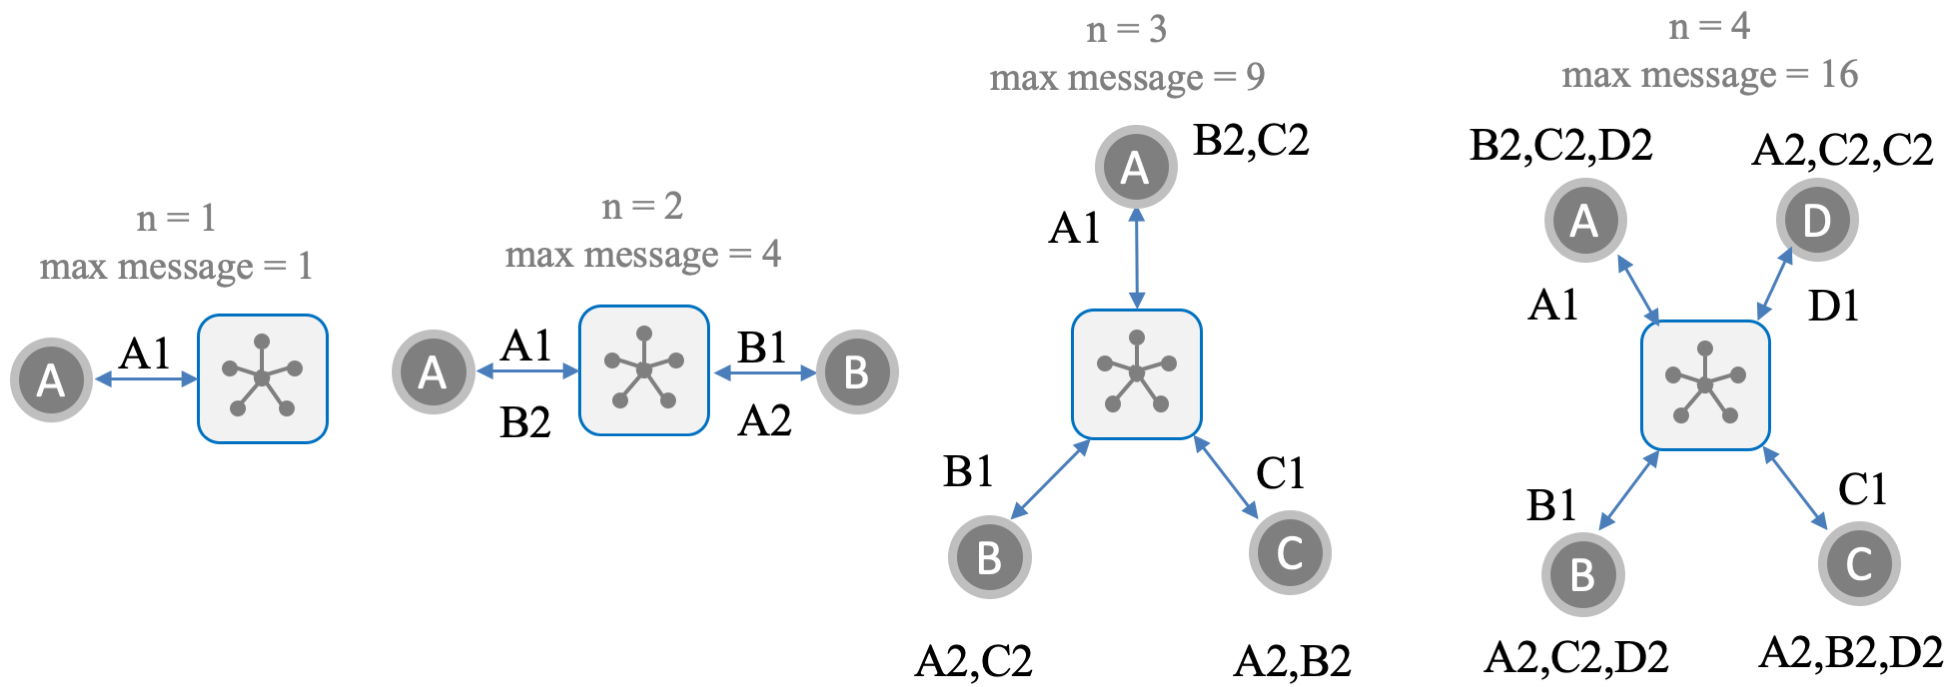 n = 1
max message = 1
A
A1
n = 2
max message = 4
A
A1
B2
B1
A2
B
n = 3
max message = 9
A
B2,C2
A1
B1
C1
B
C
A2,C2
A2,B2
n = 4
max message = 16
B2,C2,D2
A2,C2,C2
A
D
A1
D1
B1
C1
B
C
A2,C2,D2
A2,B2,D2